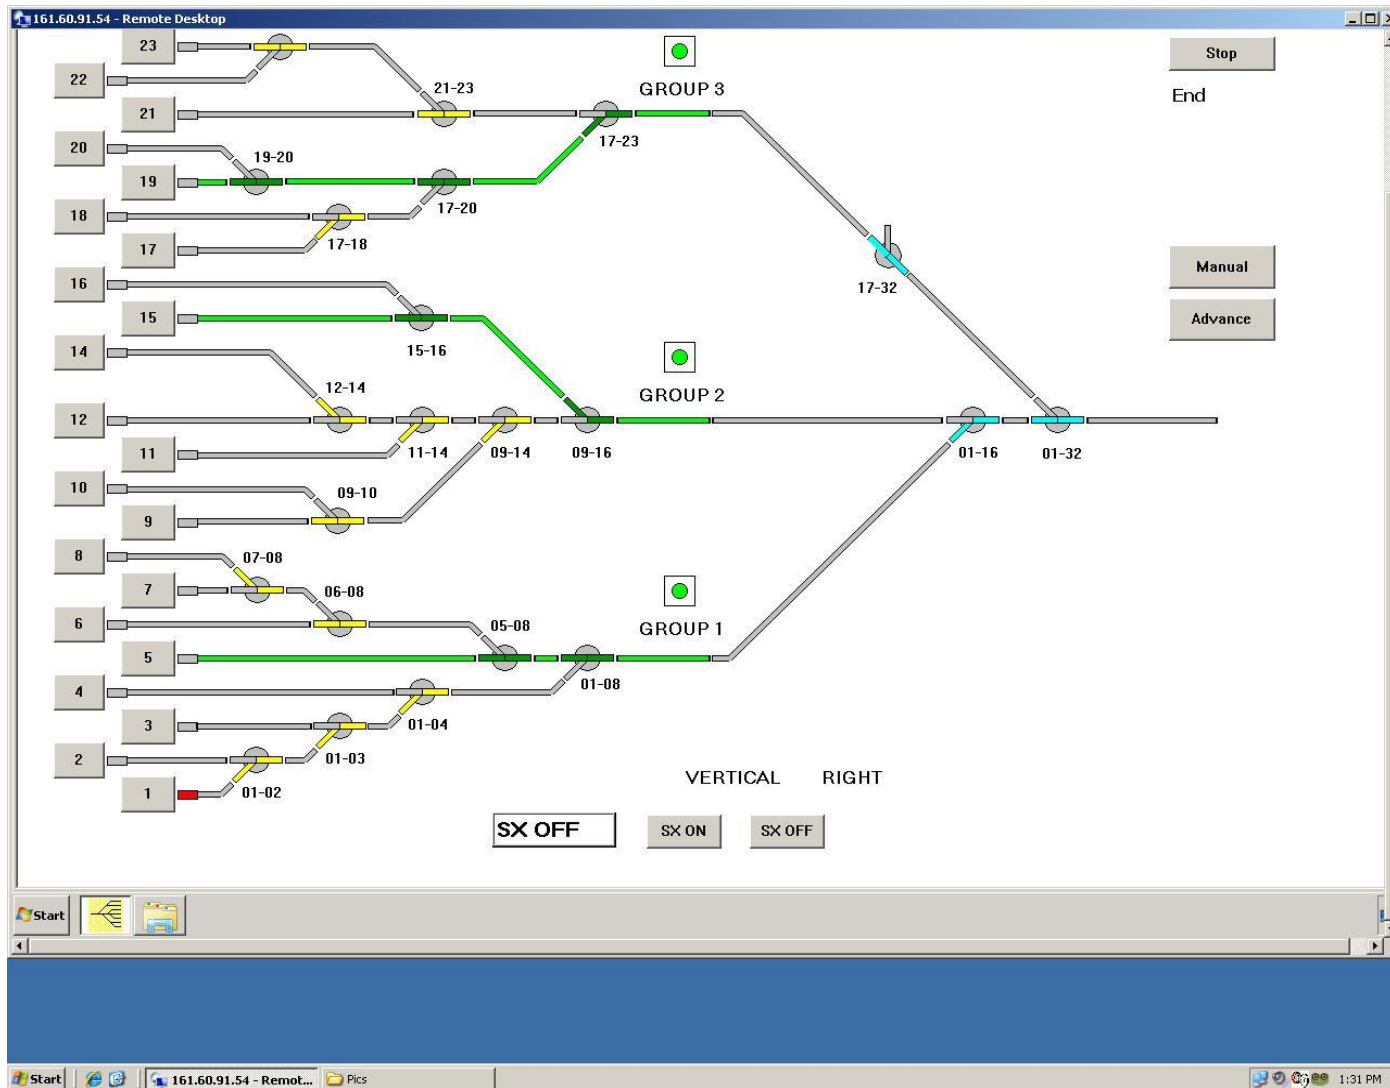 161.60.91.54 - Remote Desktop
23
Stop
22
GROUP 3
21-23
End
21
17-23
20
19-20
19
17-20
18
17-18
17
Manual
16
17-32
15
Advance
15-16
14
12-14
GROUP 2
12
11
11-14
09-14
09-16
01-16
01-32
10
09-10
9
8
07-08
7
06-08
6
05-08
GROUP 1
5
01-08
4
3
01-04
2
01-03
1
01-02
VERTICAL RIGHT
SX OFF
SX ON
SX OFF
Start
Start
161.60.91.54 - Remot...
Pics
1:31 PM